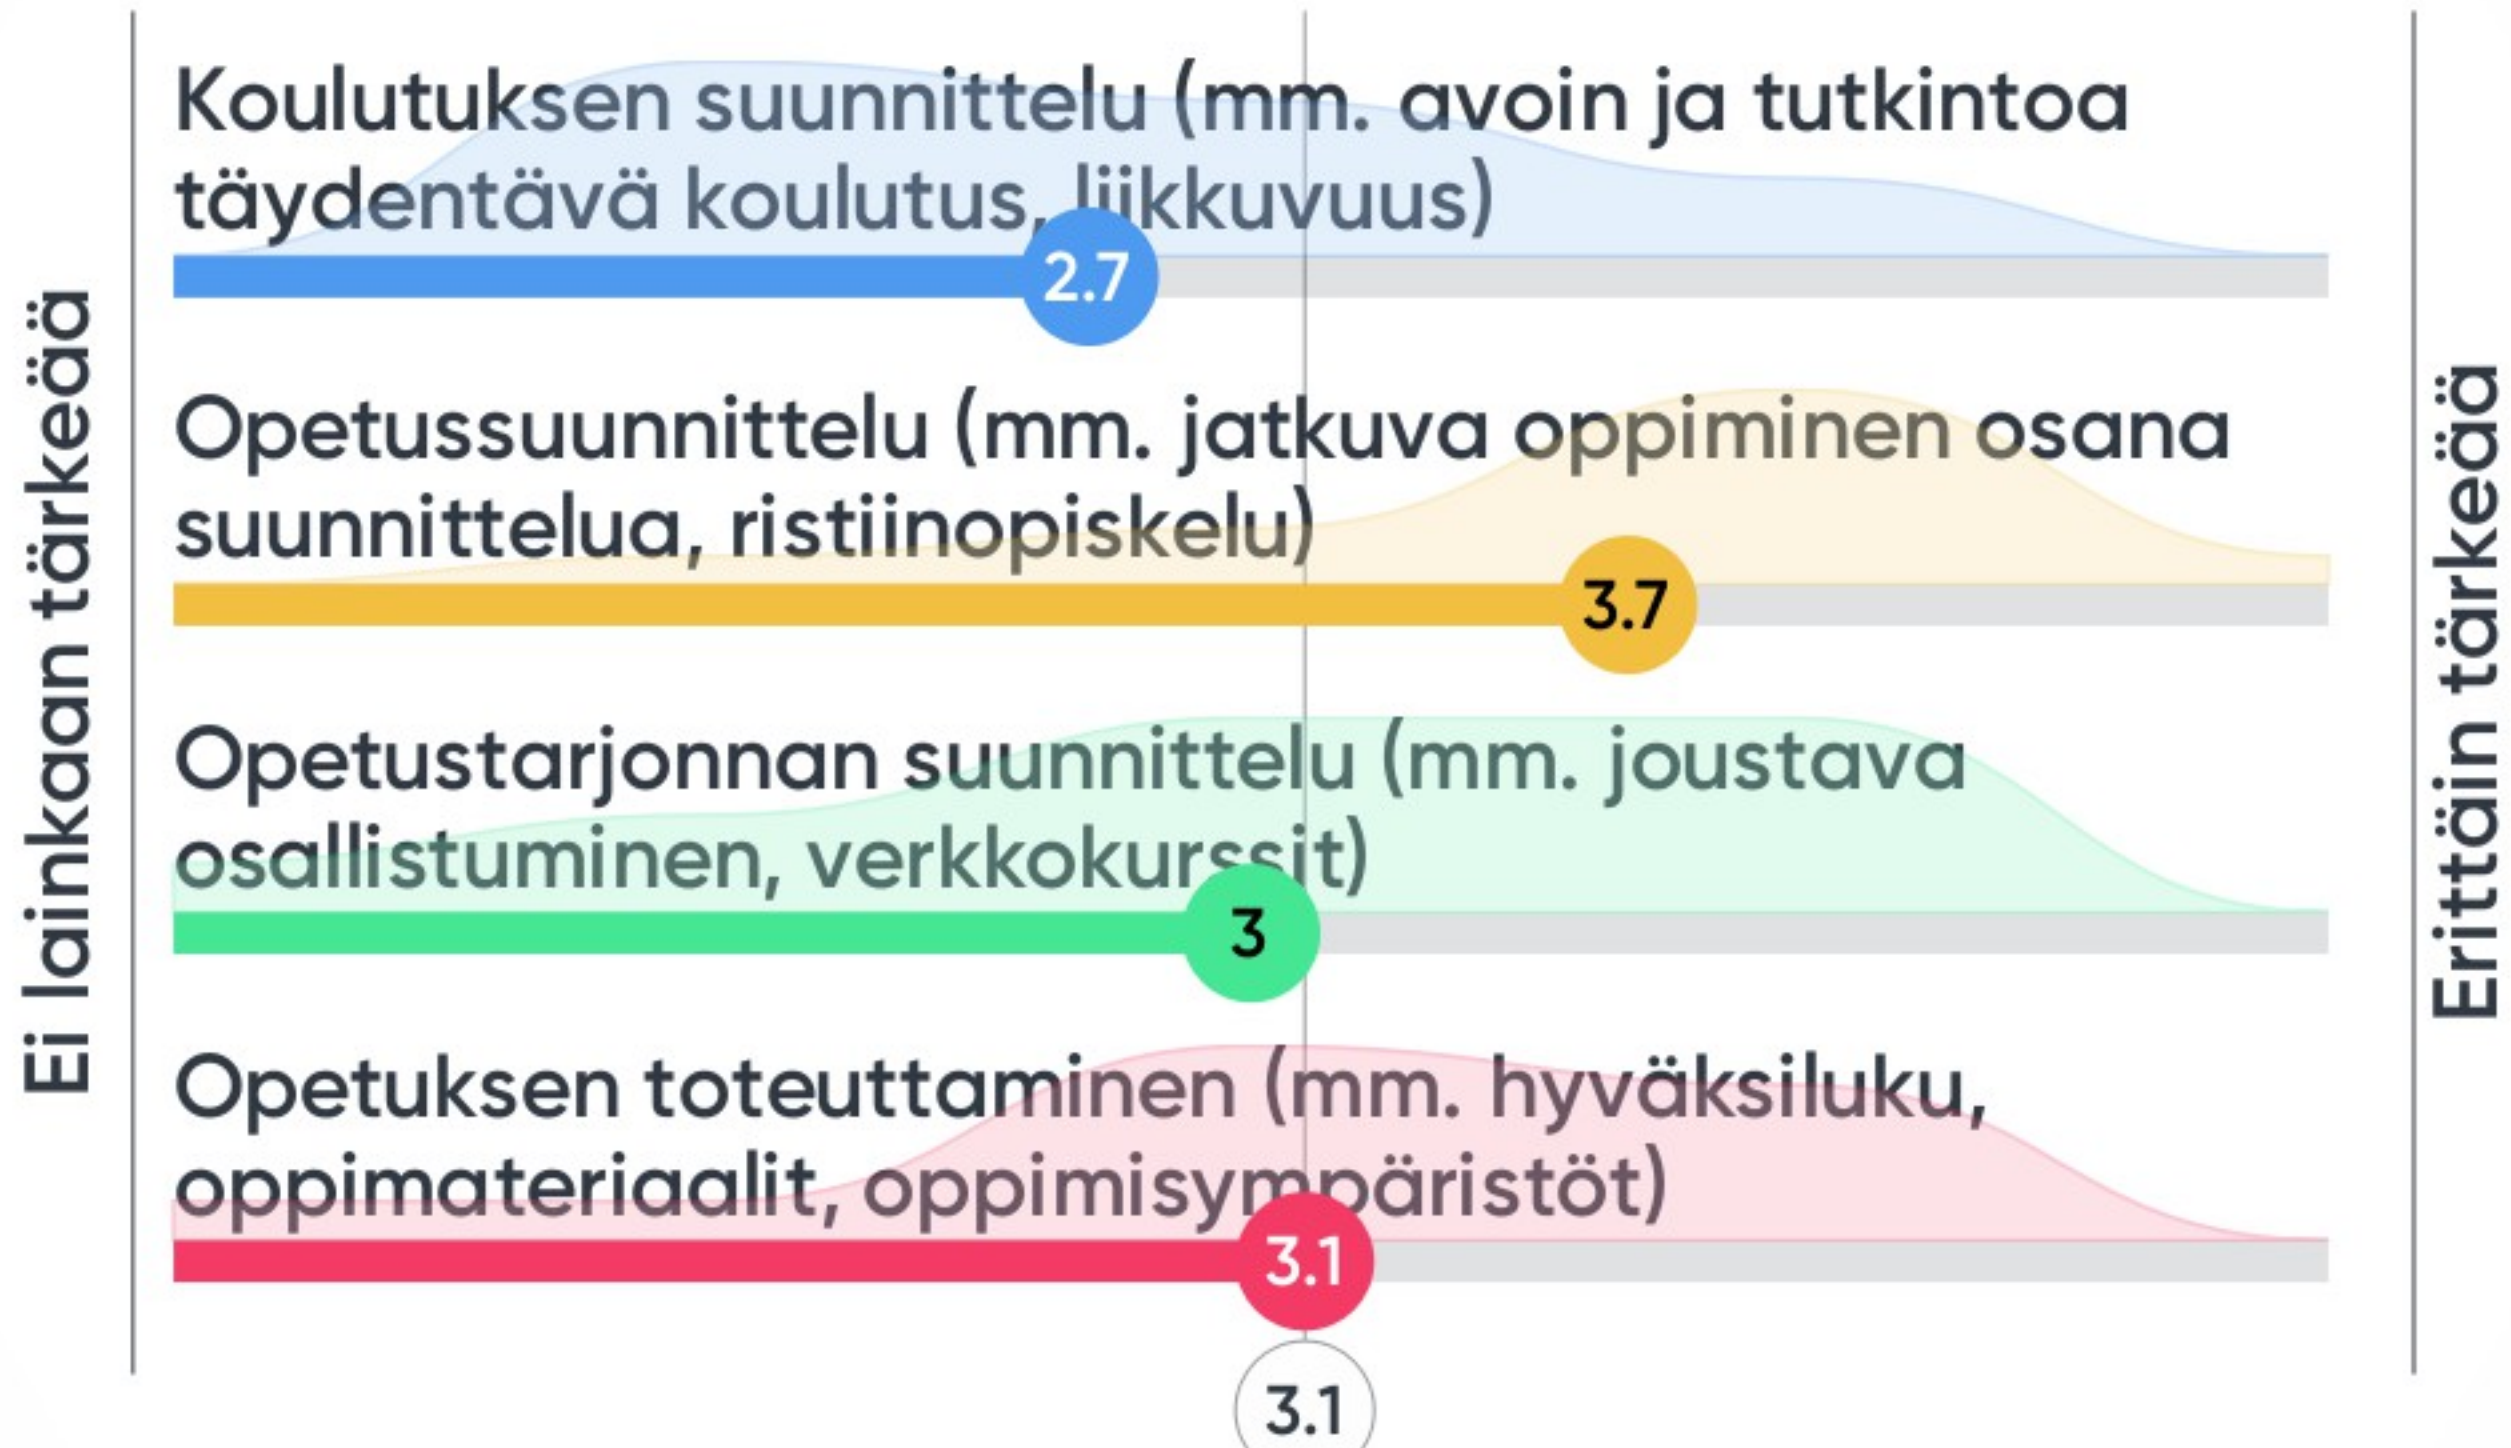 Ei lainkaan tärkeää
Koulutuksen suunnittelu (mm. avoin ja tutkintoa
täydentävä koulutus, liikkuvuus)
2.7
Opetussuunnittelu (mm. jatkuva oppiminen osana
suunnittelua, ristiinopiskelu)
3.7
Opetustarjonnan suunnittelu (mm. joustava
osallistuminen, verkkokurssit)
3
Opetuksen toteuttaminen (mm. hyväksiluku,
oppimateriaalit, oppimisympäristöt)
3.1
3.1
Erittäin tärkeää